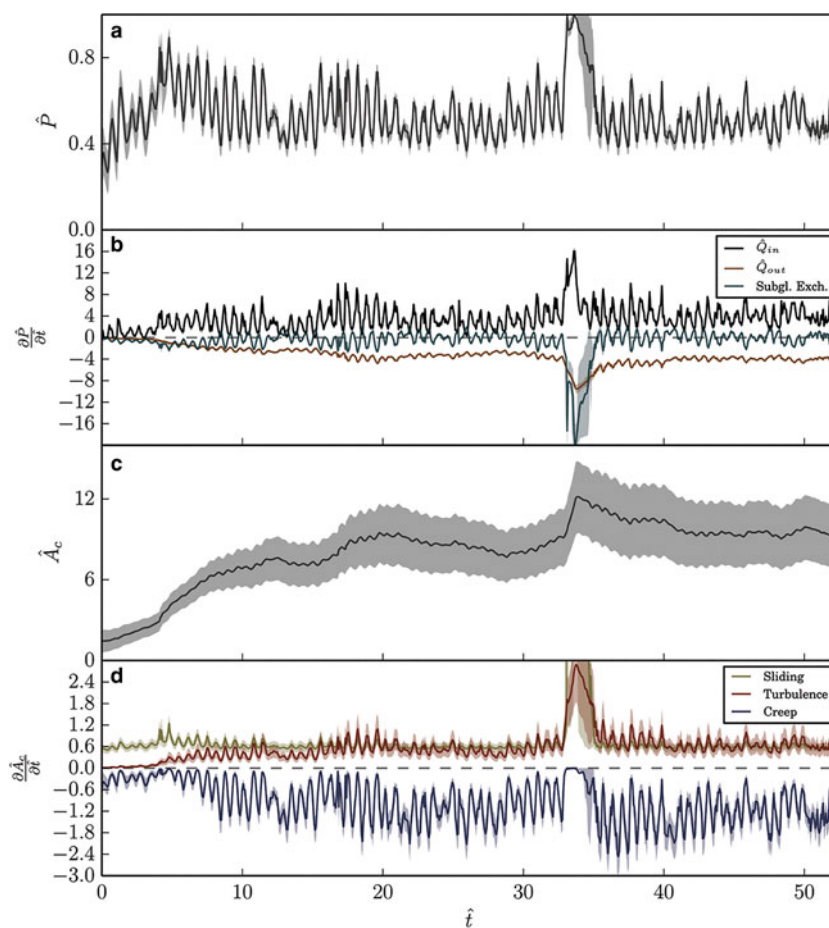 a
0.8
0.4
0.0
P̂
b
16
12
8
4
0
−4
−8
−12
−16
∂P̂/∂t
Q̂in
Q̂out
Subgl. Exch.
c
12
6
0
Âc
d
2.4
1.8
1.2
0.6
0.0
−0.6
−1.2
−1.8
−2.4
−3.0
∂Âc/∂t
Sliding
Turbulence
Creep
0 10 20 30 40 50
t̂